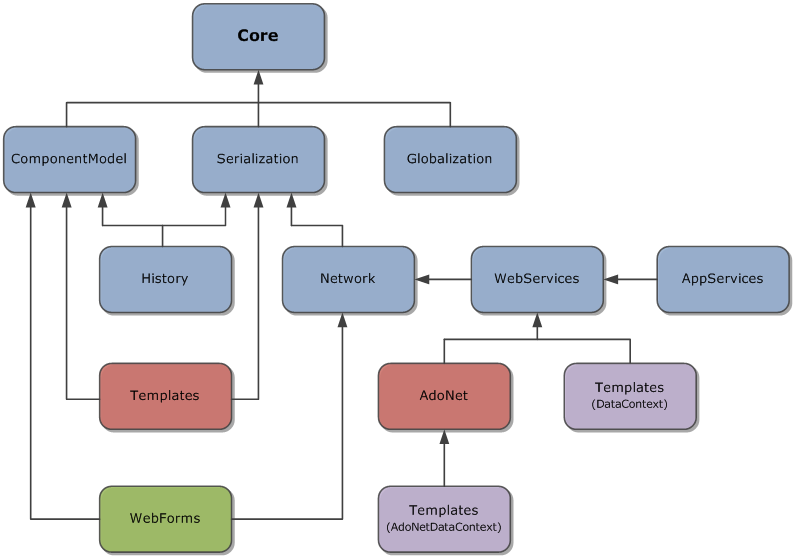 Core
ComponentModel
Serialization
Globalization
History
Network
WebServices
AppServices
Templates
AdoNet
Templates
(DataContext)
WebForms
Templates
(AdoNetDataContext)